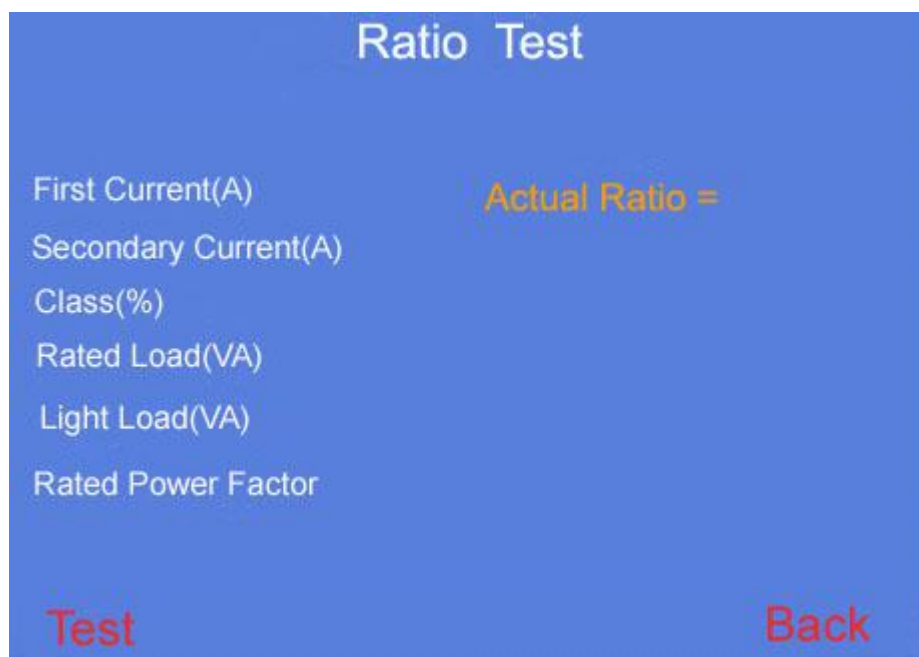 Ratio Test
First Current(A)
Actual Ratio =
Secondary Current(A)
Class(%)
Rated Load(VA)
Light Load(VA)
Rated Power Factor
Test
Back